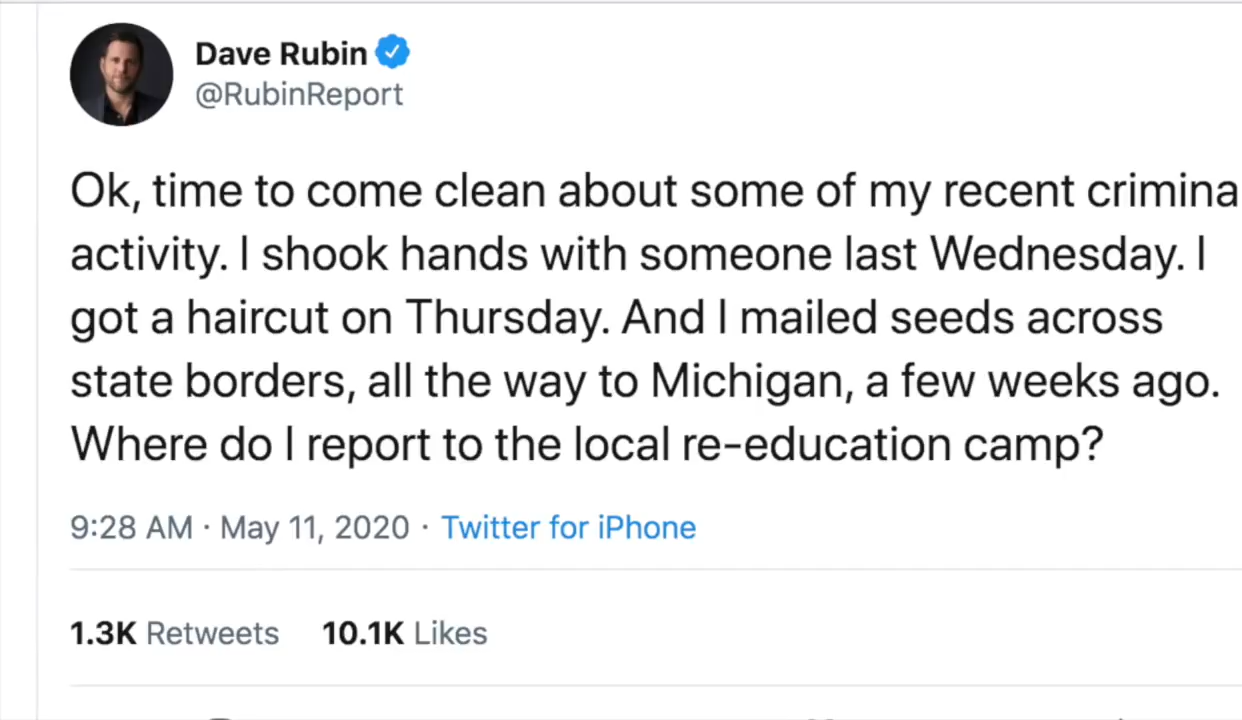 Dave Rubin
@RubinReport
Ok, time to come clean about some of my recent crimina
activity. I shook hands with someone last Wednesday. I
got a haircut on Thursday. And I mailed seeds across
state borders, all the way to Michigan, a few weeks ago.
Where do I report to the local re-education camp?
9:28 AM · May 11, 2020 · Twitter for iPhone
1.3K Retweets 10.1K Likes